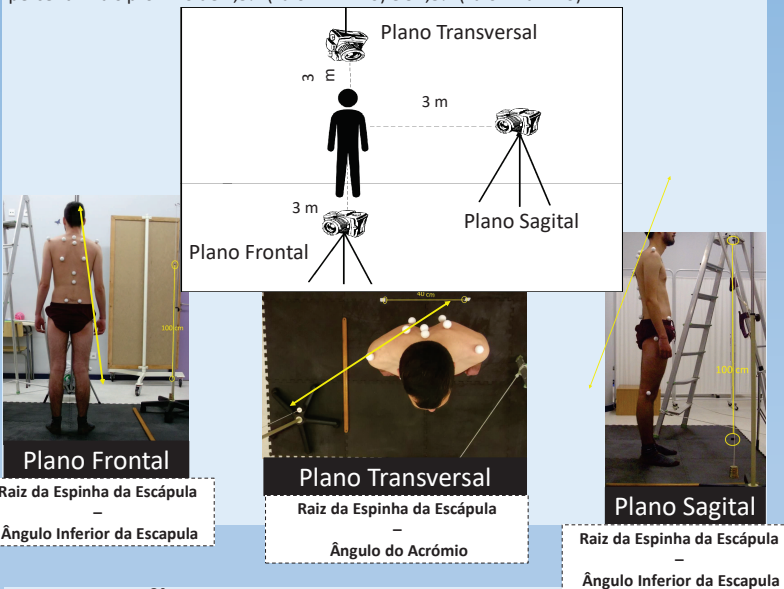 Plano Transversal
3 m
3 m
3 m
Plano Sagital
Plano Frontal
100 cm
40 cm
100 cm
Plano Frontal
Raiz da Espinha da Escápula
–
Ângulo Inferior da Escapula
Plano Transversal
Raiz da Espinha da Escápula
–
Ângulo do Acrómio
Plano Sagital
Raiz da Espinha da Escápula
–
Ângulo Inferior da Escapula